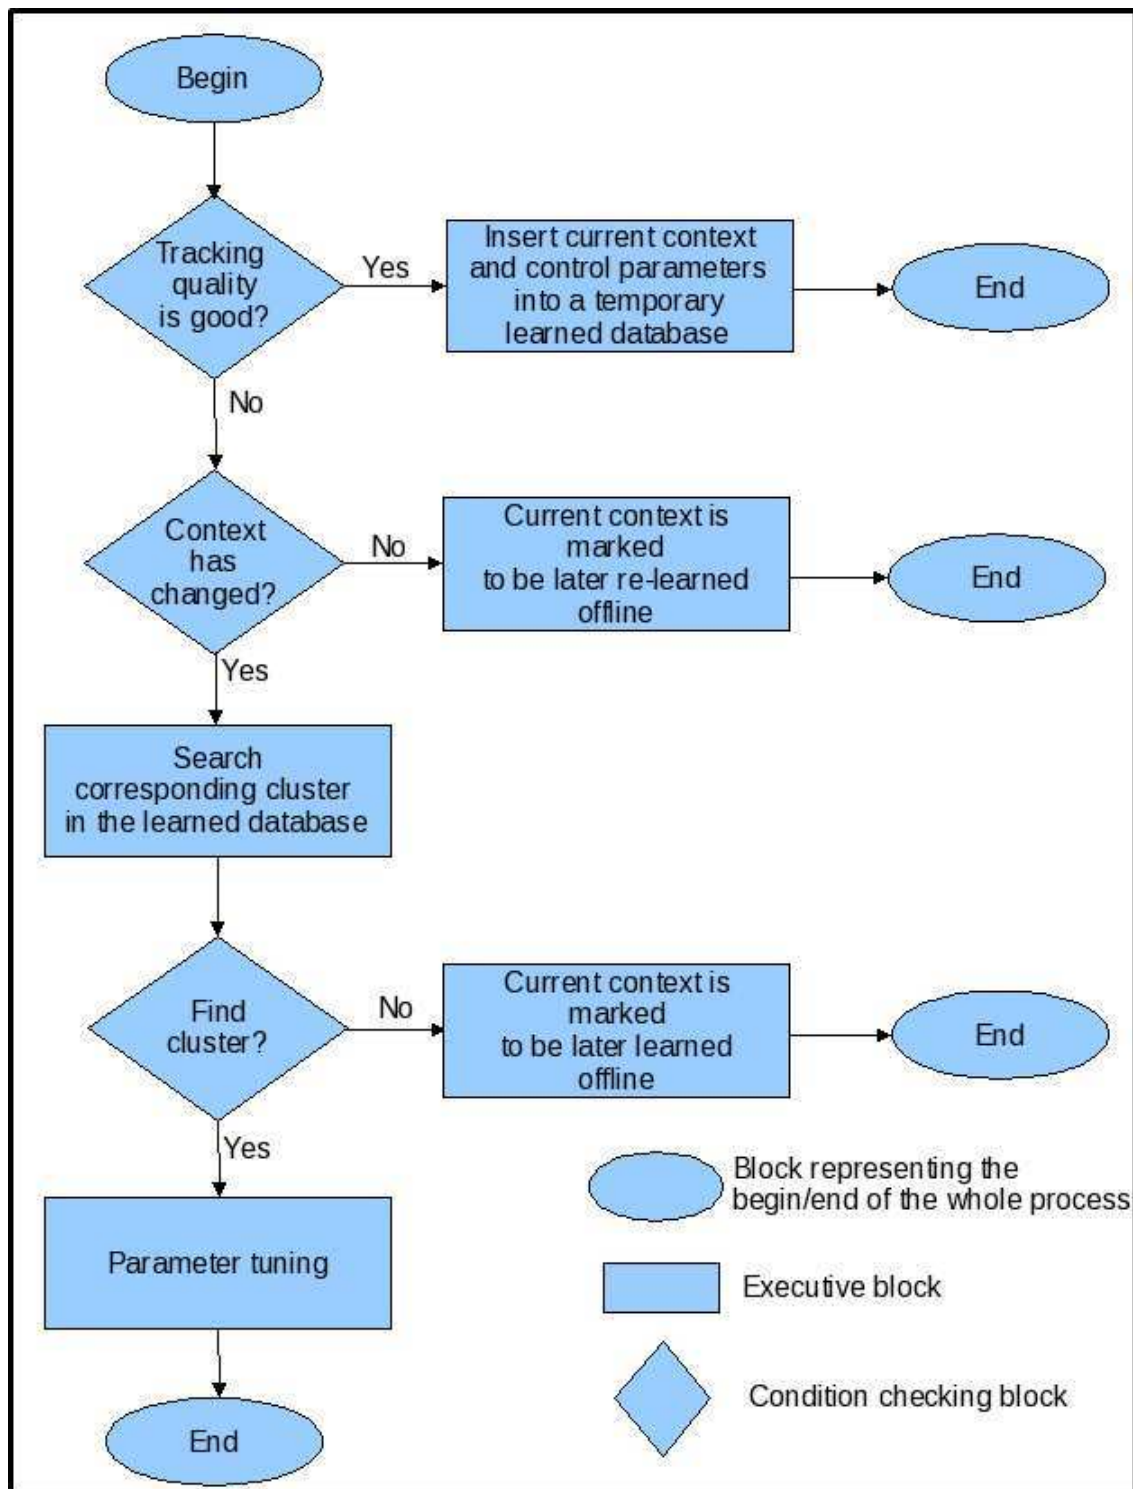 Begin
Tracking
quality
is good?
Yes
Insert current context
and control parameters
into a temporary
learned database
End
No
Context
has
changed?
No
Current context is
marked
to be later re-learned
offline
End
Yes
Search
corresponding cluster
in the learned database
Find
cluster?
No
Current context is
marked
to be later learned
offline
End
Yes
Parameter tuning
End
Block representing the
begin/end of the whole process
Executive block
Condition checking block